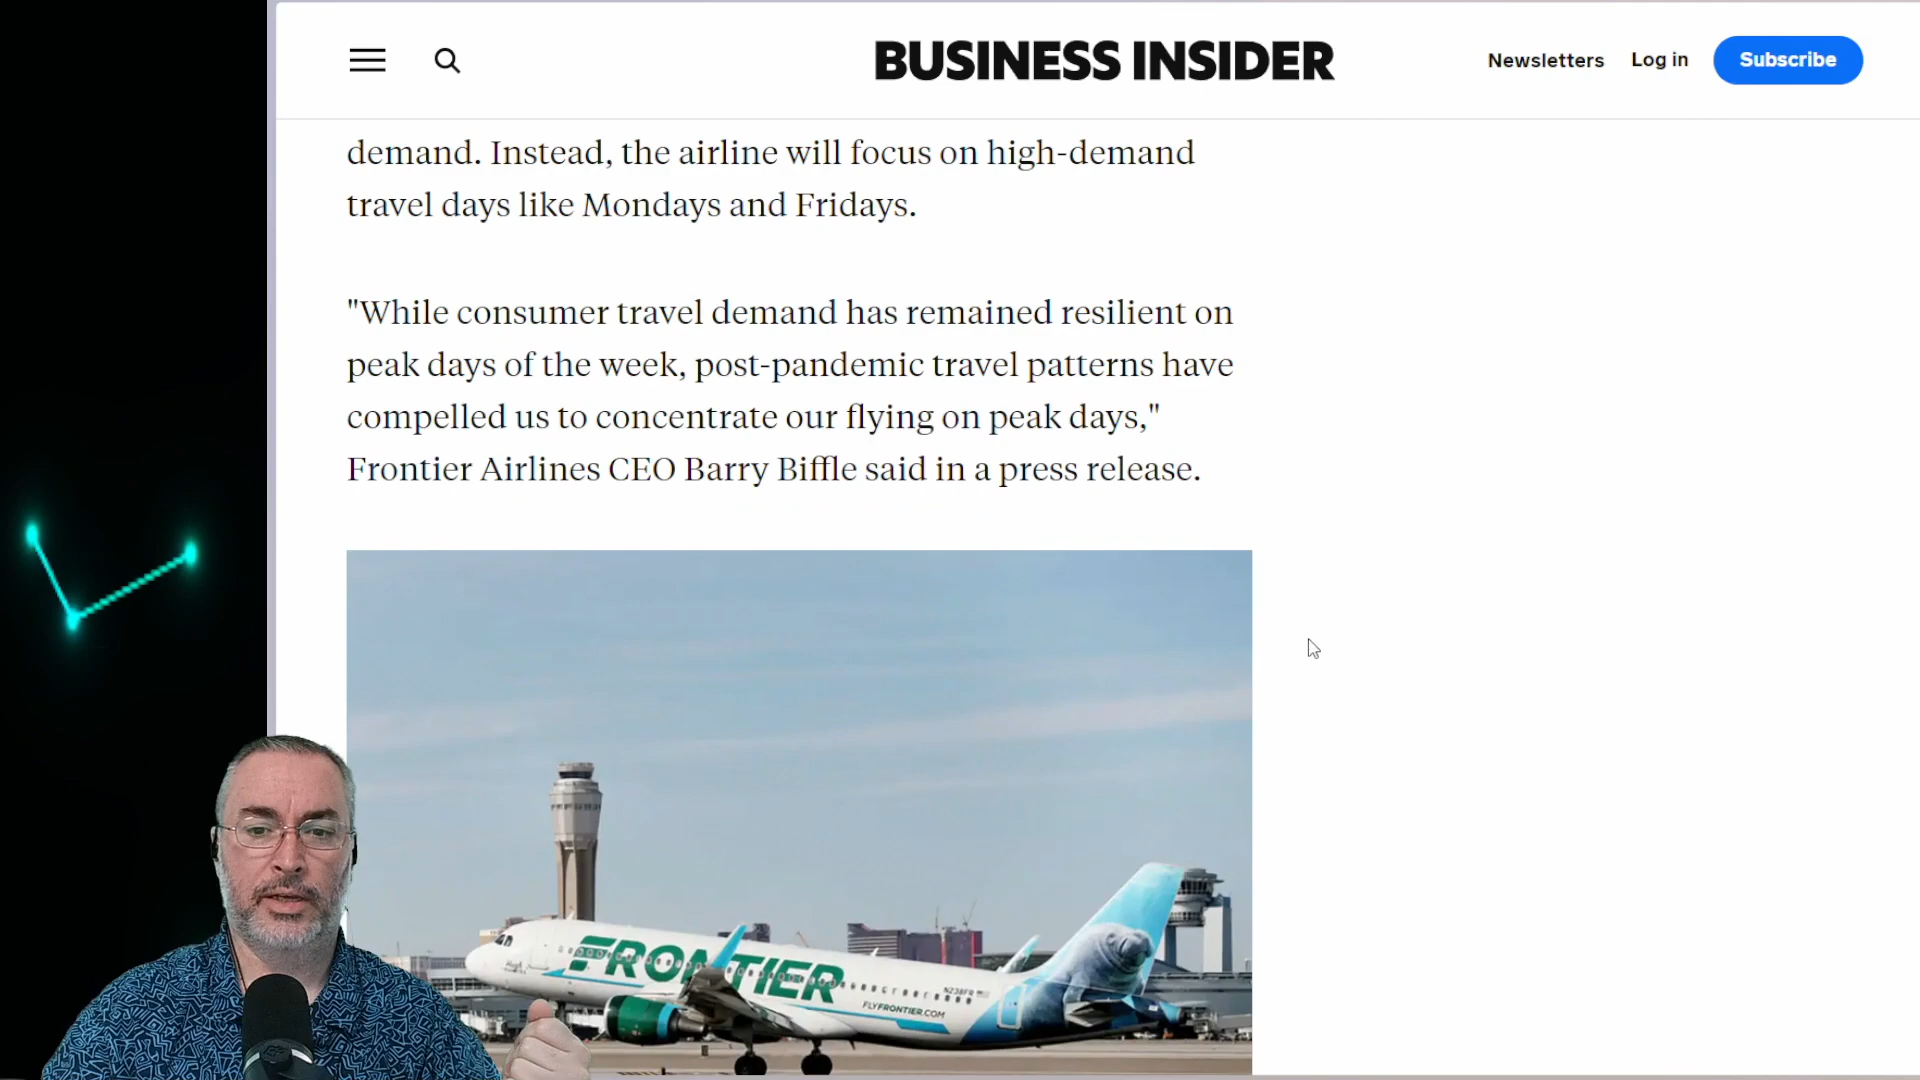 BUSINESS INSIDER
Newsletters
Log in
Subscribe
demand. Instead, the airline will focus on high-demand
travel days like Mondays and Fridays.
"While consumer travel demand has remained resilient on
peak days of the week, post-pandemic travel patterns have
compelled us to concentrate our flying on peak days,"
Frontier Airlines CEO Barry Biffle said in a press release.
FRONTIER
N238FR
FLYFRONTIER.COM